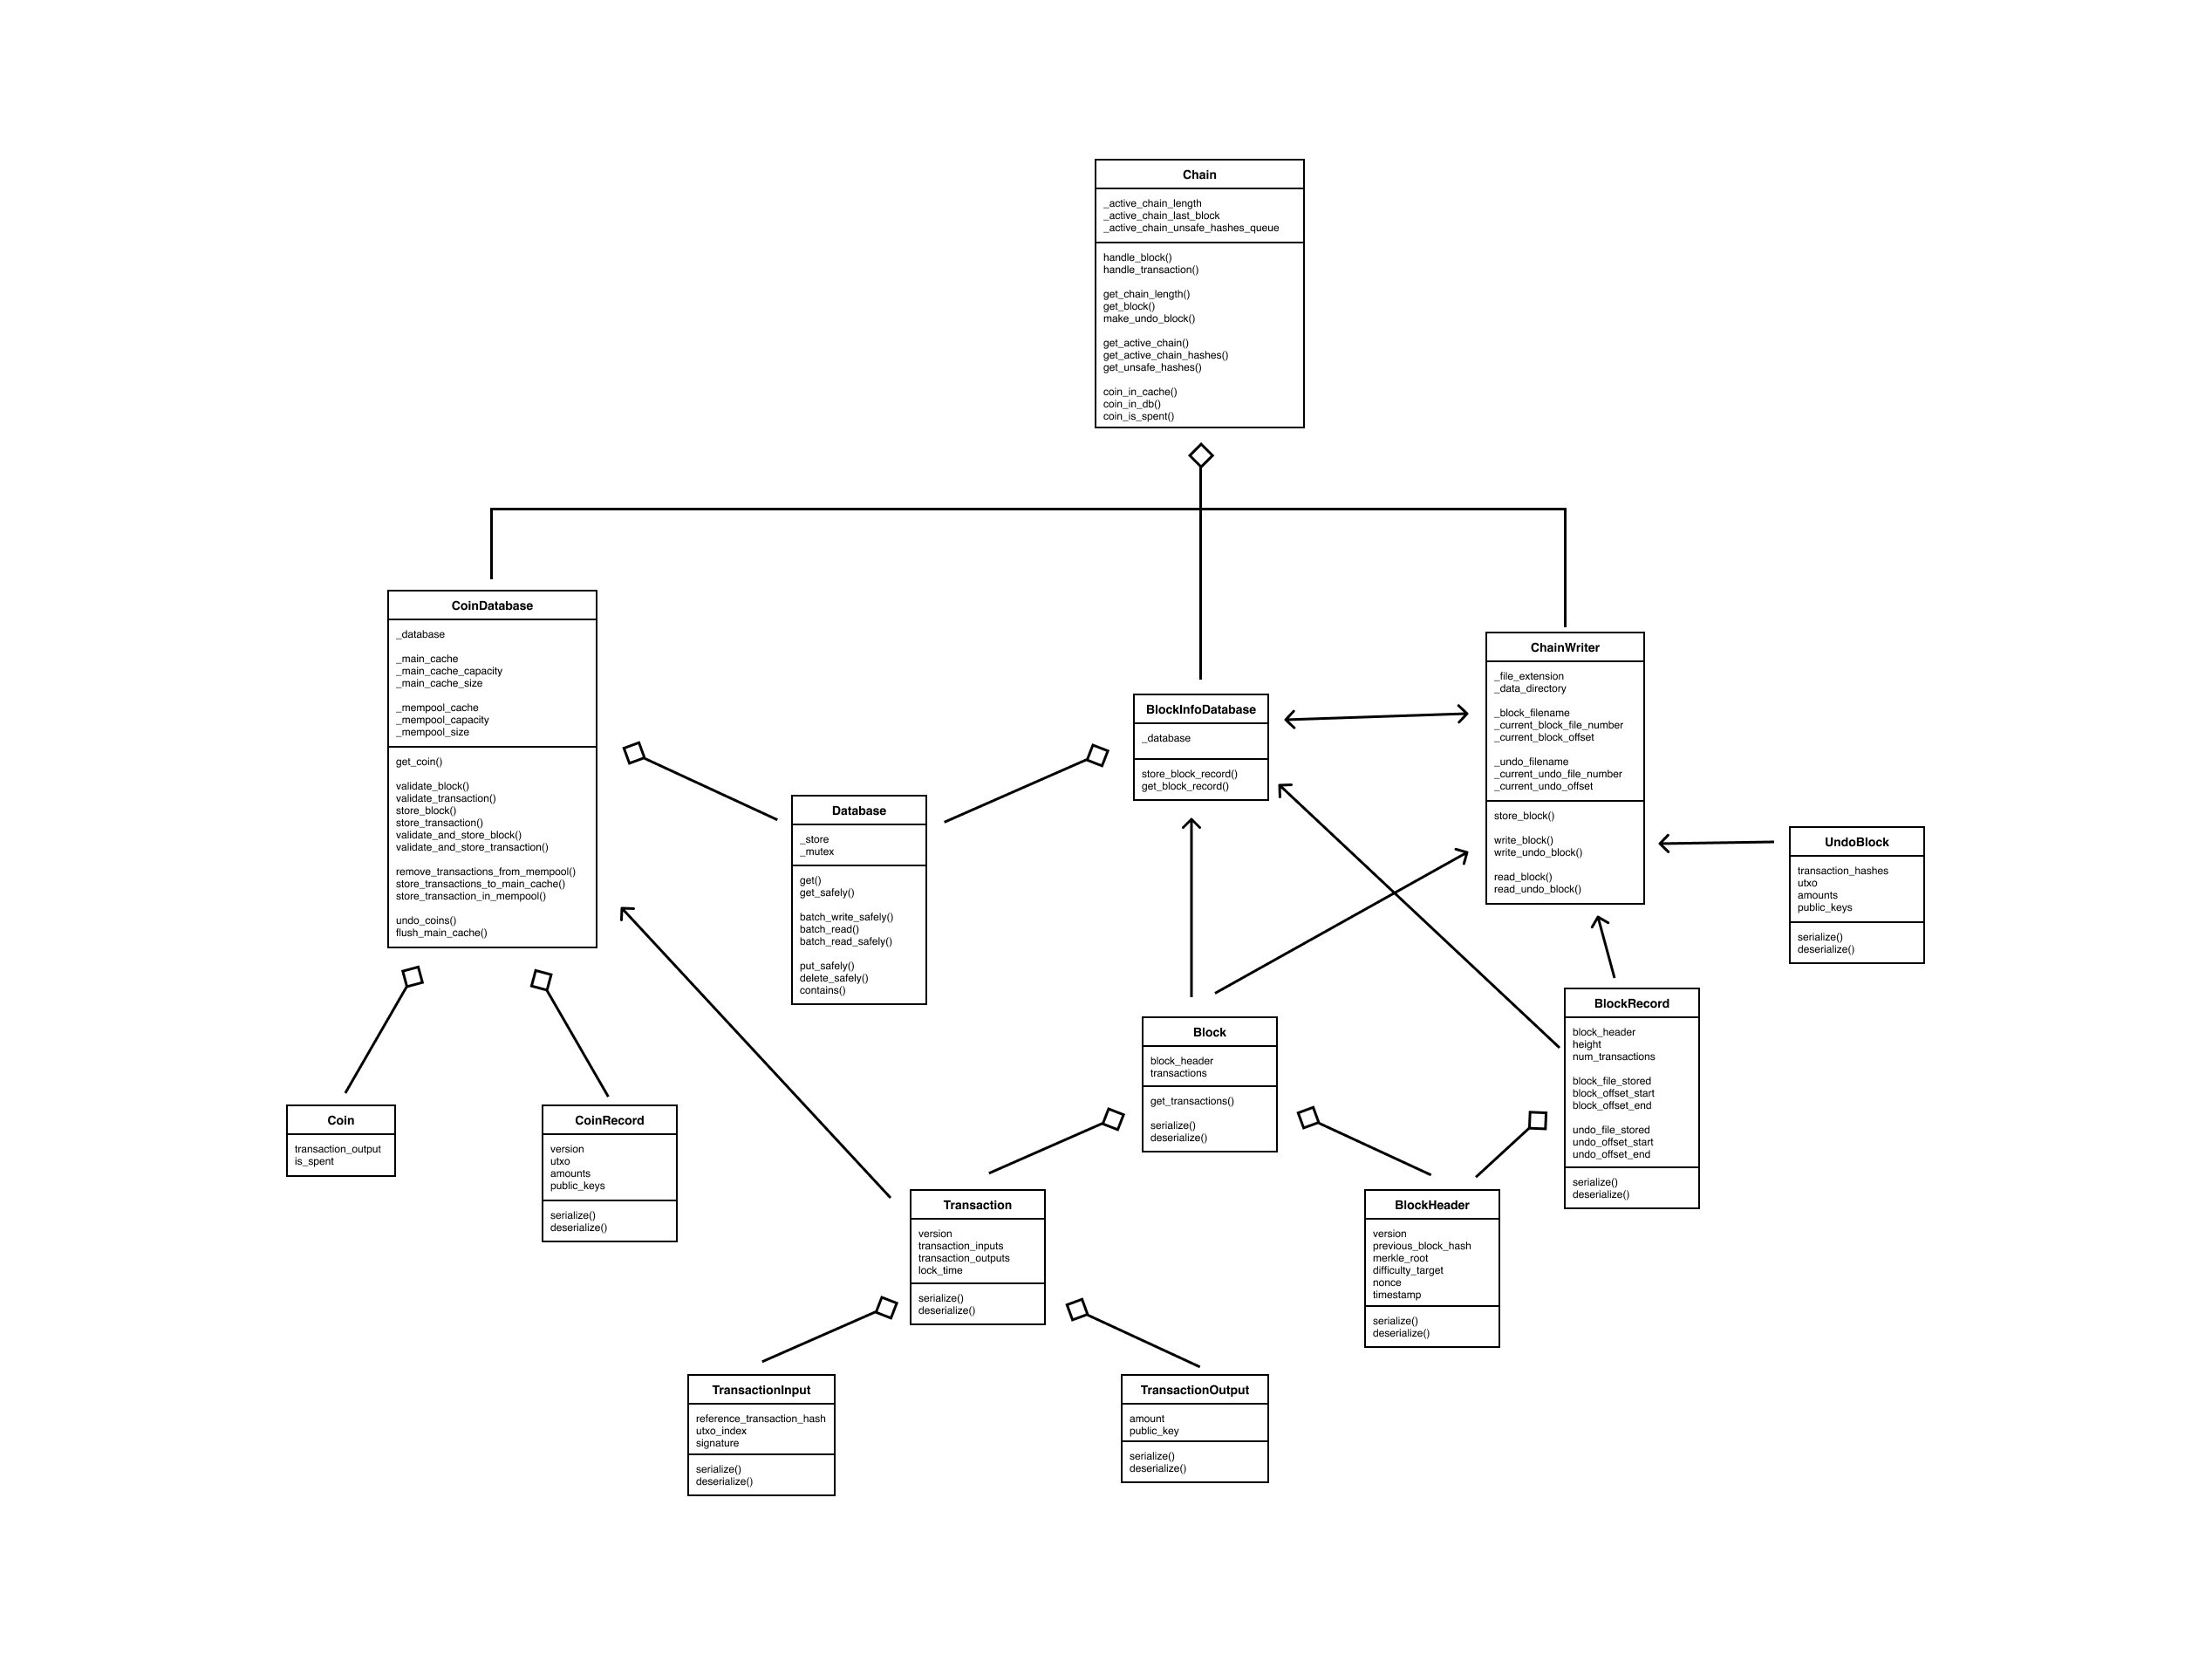 Chain
_active_chain_length
_active_chain_last_block
_active_chain_unsafe_hashes_queue
handle_block()
handle_transaction()
get_chain_length()
get_block()
make_undo_block()
get_active_chain()
get_active_chain_hashes()
get_unsafe_hashes()
coin_in_cache()
coin_in_db()
coin_is_spent()
CoinDatabase
_database
_main_cache
_main_cache_capacity
_main_cache_size
_mempool_cache
_mempool_capacity
_mempool_size
get_coin()
validate_block()
validate_transaction()
store_block()
store_transaction()
validate_and_store_block()
validate_and_store_transaction()
remove_transactions_from_mempool()
store_transactions_to_main_cache()
store_transaction_in_mempool()
undo_coins()
flush_main_cache()
Database
_store
_mutex
get()
get_safely()
batch_write_safely()
batch_read()
batch_read_safely()
put_safely()
delete_safely()
contains()
BlockInfoDatabase
_database
store_block_record()
get_block_record()
ChainWriter
_file_extension
_data_directory
_block_filename
_current_block_file_number
_current_block_offset
_undo_filename
_current_undo_file_number
_current_undo_offset
store_block()
write_block()
write_undo_block()
read_block()
read_undo_block()
UndoBlock
transaction_hashes
utxo
amounts
public_keys
serialize()
deserialize()
BlockRecord
block_header
height
num_transactions
block_file_stored
block_offset_start
block_offset_end
undo_file_stored
undo_offset_start
undo_offset_end
serialize()
deserialize()
Block
block_header
transactions
get_transactions()
serialize()
deserialize()
Coin
transaction_output
is_spent
CoinRecord
version
utxo
amounts
public_keys
serialize()
deserialize()
Transaction
version
transaction_inputs
transaction_outputs
lock_time
serialize()
deserialize()
BlockHeader
version
previous_block_hash
merkle_root
difficulty_target
nonce
timestamp
serialize()
deserialize()
TransactionInput
reference_transaction_hash
utxo_index
signature
serialize()
deserialize()
TransactionOutput
amount
public_key
serialize()
deserialize()